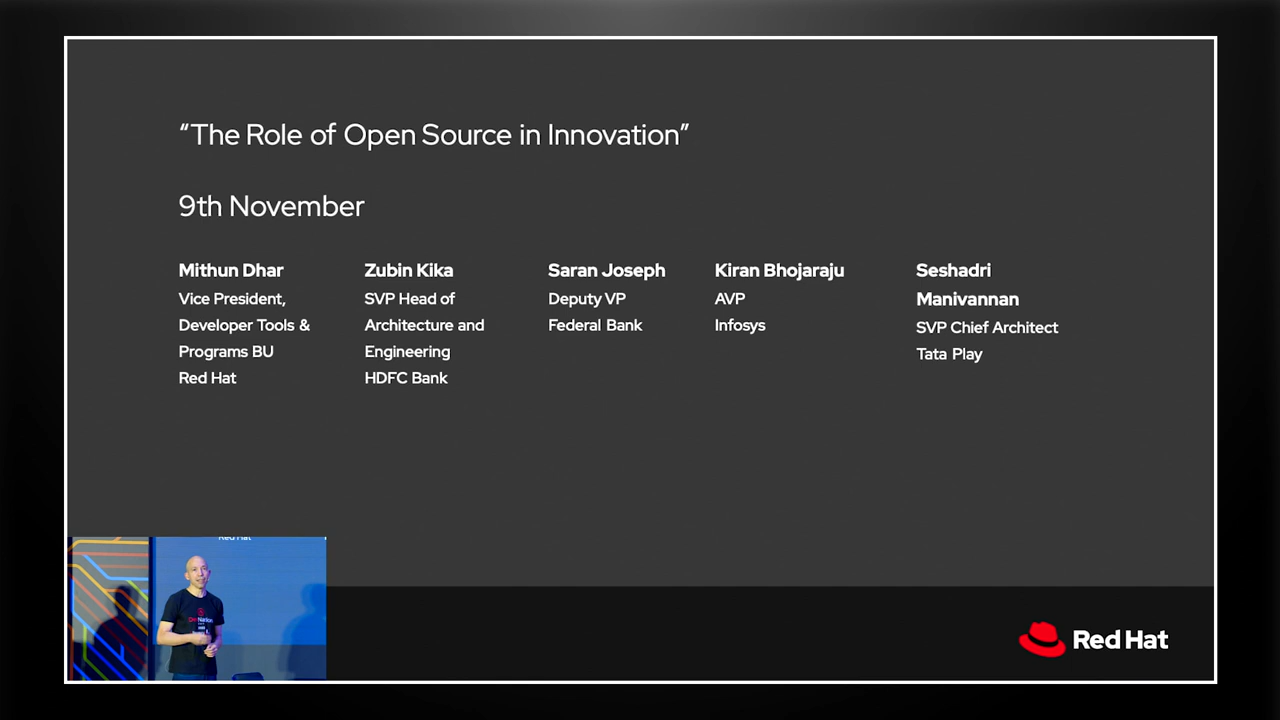 “The Role of Open Source in Innovation”
9th November
Mithun Dhar
Vice President,
Developer Tools &
Programs BU
Red Hat
Zubin Kika
SVP Head of
Architecture and
Engineering
HDFC Bank
Saran Joseph
Deputy VP
Federal Bank
Kiran Bhojaraju
AVP
Infosys
Seshadri
Manivannan
SVP Chief Architect
Tata Play
Red Hat
Red Hat